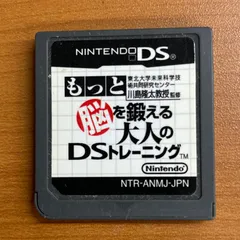 NINTENDO DS
もっと
東北大学未来科学技術共同研究センター
川島隆太教授監修
脳を鍛える
大人の
DSトレーニング™
Nintendo
NTR-ANMJ-JPN